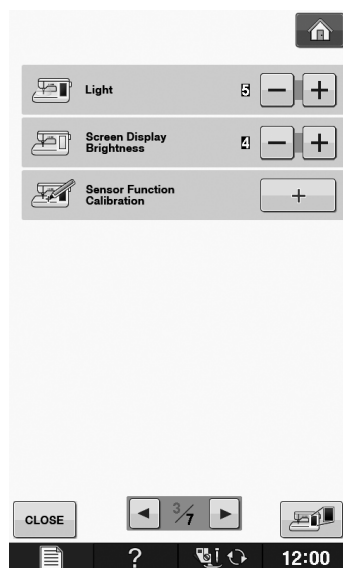 Light 5 − +
Screen Display
Brightness 4 − +
Sensor Function
Calibration +
CLOSE 3/7
? 12:00